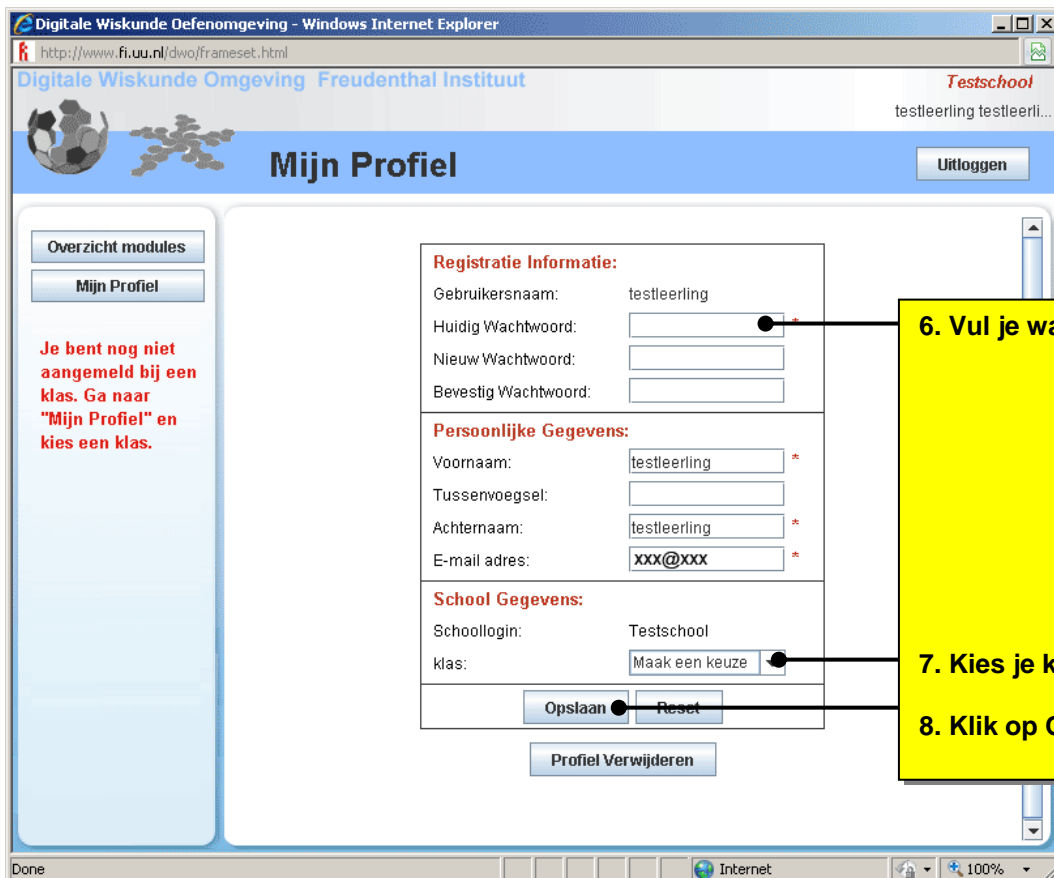 Digitale Wiskunde Oefenomgeving - Windows Internet Explorer
http://www.fi.uu.nl/dwo/frameset.html
Digitale Wiskunde Omgeving Freudenthal Instituut
Testschool
testleerling testleerli...
Mijn Profiel
Uitloggen
Overzicht modules
Mijn Profiel
Je bent nog niet
aangemeld bij een
klas. Ga naar
"Mijn Profiel" en
kies een klas.
Registratie Informatie:
Gebruikersnaam: testleerling
Huidig Wachtwoord: *
Nieuw Wachtwoord:
Bevestig Wachtwoord:
Persoonlijke Gegevens:
Voornaam: testleerling *
Tussenvoegsel:
Achternaam: testleerling *
E-mail adres: xxx@xxx *
School Gegevens:
Schoollogin: Testschool
klas: Maak een keuze
Opslaan Reset
Profiel Verwijderen
6. Vul je
7. Kies je
8. Klik op
Done Internet 100%